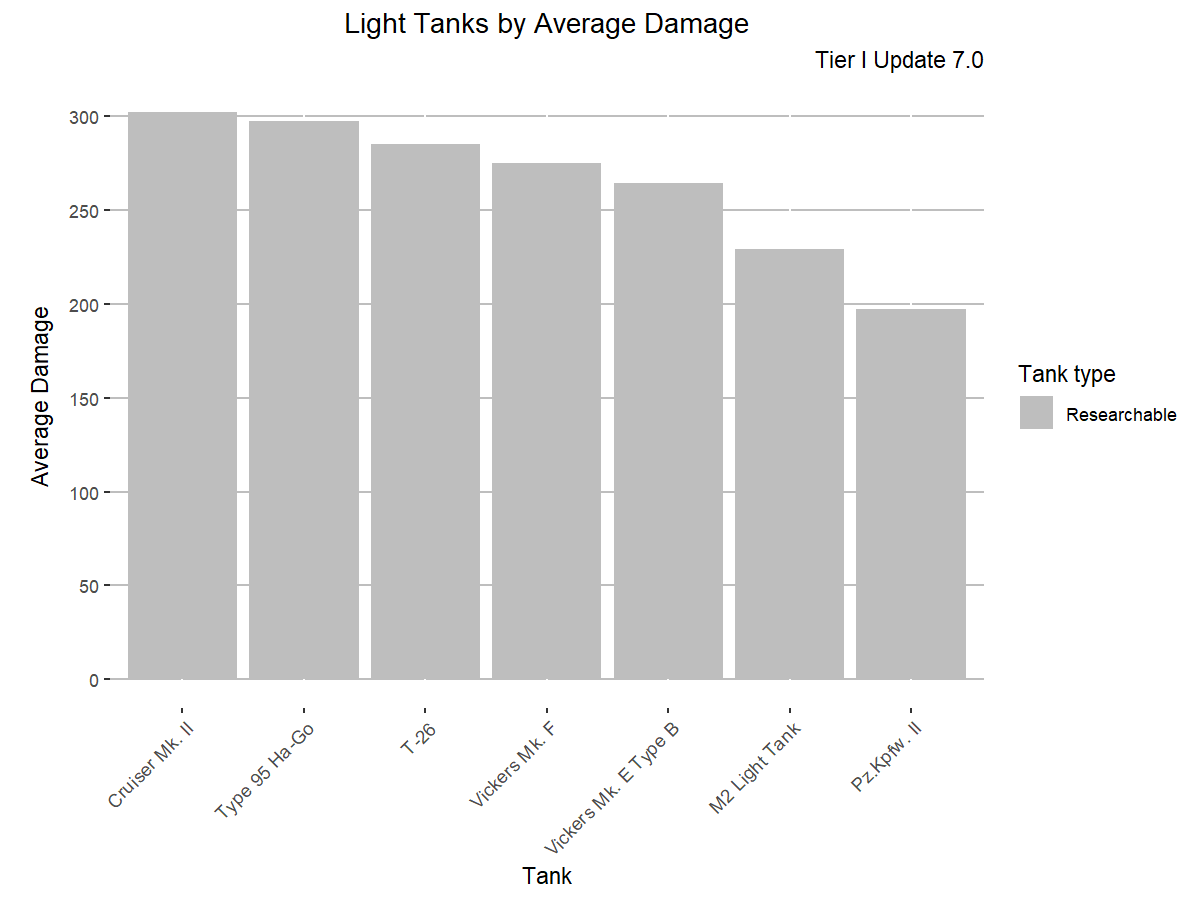 Light Tanks by Average Damage
Tier I Update 7.0
Average Damage
300
250
200
150
100
50
0
Cruiser Mk. II
Type 95 Ha-Go
T-26
Vickers Mk. F
Vickers Mk. E Type B
M2 Light Tank
Pz.Kpfw. II
Tank
Tank type
Researchable